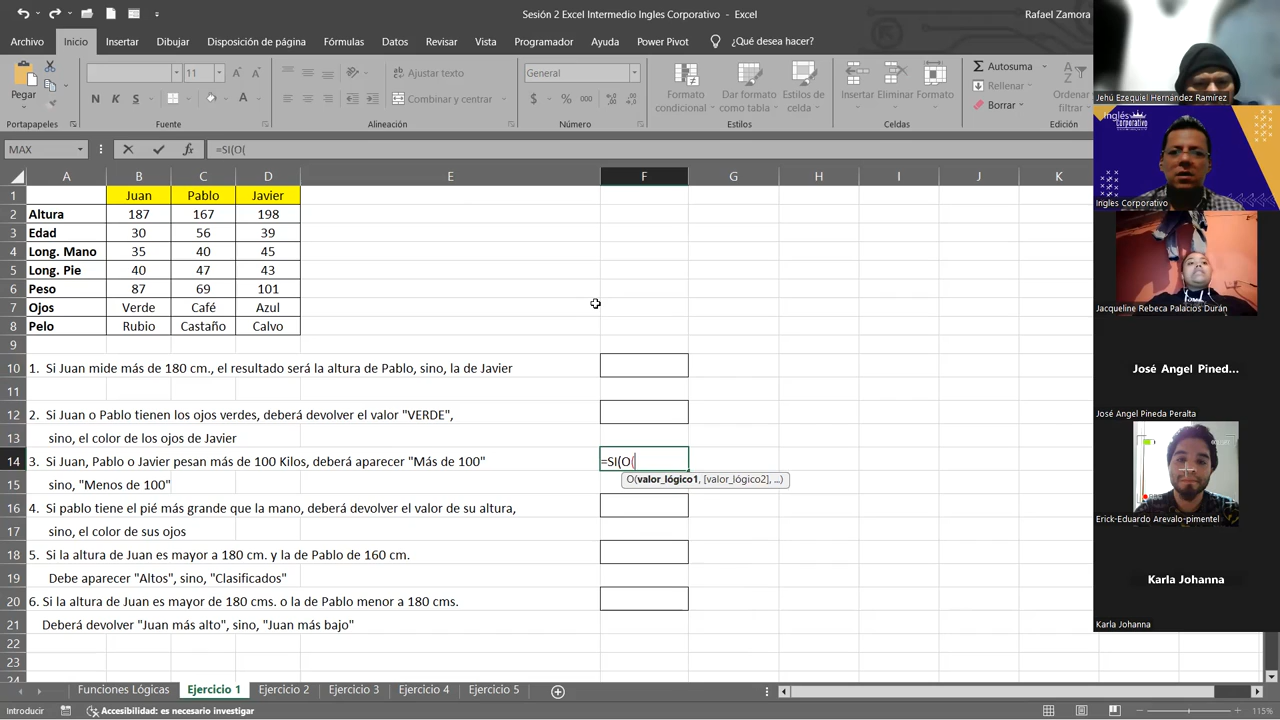 Sesión 2 Excel Intermedio Ingles Corporativo - Excel
Rafael Zamora
Archivo Inicio Insertar Dibujar Disposición de página Fórmulas Datos Revisar Vista Programador Ayuda Power Pivot ¿Qué desea hacer?
Pegar
11
N K S
Ajustar texto
Combinar y centrar
General
$ % 000
Formato condicional
Dar formato como tabla
Estilos de celda
Insertar Eliminar Formato
Autosuma
Rellenar
Borrar
Ordenar y filtrar
Portapapeles Fuente Alineación Número Estilos Celdas Edición
MAX fx =SI(O(
A B C D E F G H I J K
1 Juan Pablo Javier
2 Altura 187 167 198
3 Edad 30 56 39
4 Long. Mano 35 40 45
5 Long. Pie 40 47 43
6 Peso 87 69 101
7 Ojos Verde Café Azul
8 Pelo Rubio Castaño Calvo
9
10 1. Si Juan mide más de 180 cm., el resultado será la altura de Pablo, sino, la de Javier
11
12 2. Si Juan o Pablo tienen los ojos verdes, deberá devolver el valor "VERDE",
13 sino, el color de los ojos de Javier
14 3. Si Juan, Pablo o Javier pesan más de 100 Kilos, deberá aparecer "Más de 100" =SI(O(
O(valor_lógico1, [valor_lógico2], ...)
15 sino, "Menos de 100"
16 4. Si pablo tiene el pié más grande que la mano, deberá devolver el valor de su altura,
17 sino, el color de sus ojos
18 5. Si la altura de Juan es mayor a 180 cm. y la de Pablo de 160 cm.
19 Debe aparecer "Altos", sino, "Clasificados"
20 6. Si la altura de Juan es mayor de 180 cms. o la de Pablo menor a 180 cms.
21 Deberá devolver "Juan más alto", sino, "Juan más bajo"
22
23
24
Funciones Lógicas Ejercicio 1 Ejercicio 2 Ejercicio 3 Ejercicio 4 Ejercicio 5
Introducir Accesibilidad: es necesario investigar
115%
Jehú Ezequiel Hernández Ramírez
Inglés Corporativo
Ingles Corporativo
Jacqueline Rebeca Palacios Durán
José Angel Pined...
José Angel Pineda Peralta
Erick-Eduardo Arevalo-pimentel
Karla Johanna
Karla Johanna